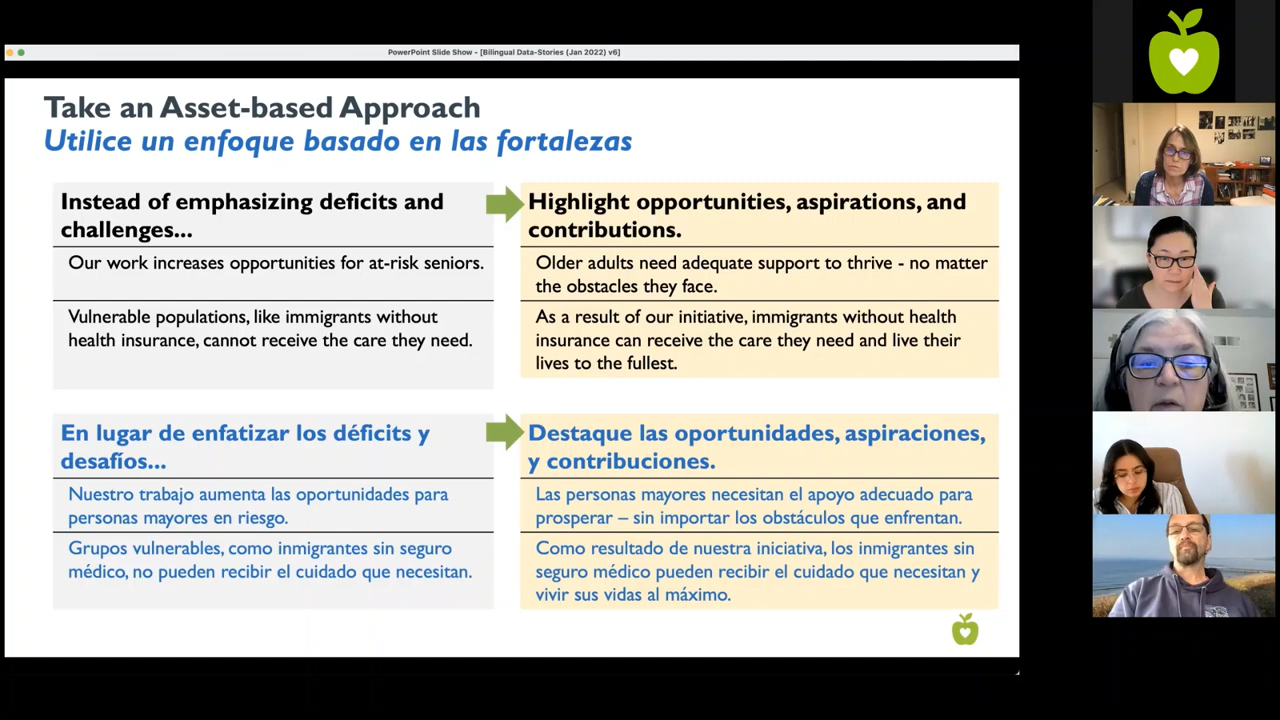 PowerPoint Slide Show - [Bilingual Data-Stories (Jan 2022) v6]
Take an Asset-based Approach
Utilice un enfoque basado en las fortalezas
Instead of emphasizing deficits and
challenges...
Highlight opportunities, aspirations, and
contributions.
Our work increases opportunities for at-risk seniors.
Older adults need adequate support to thrive - no matter
the obstacles they face.
Vulnerable populations, like immigrants without
health insurance, cannot receive the care they need.
As a result of our initiative, immigrants without health
insurance can receive the care they need and live their
lives to the fullest.
En lugar de enfatizar los déficits y
desafíos...
Destaque las oportunidades, aspiraciones,
y contribuciones.
Nuestro trabajo aumenta las oportunidades para
personas mayores en riesgo.
Las personas mayores necesitan el apoyo adecuado para
prosperar – sin importar los obstáculos que enfrentan.
Grupos vulnerables, como inmigrantes sin seguro
médico, no pueden recibir el cuidado que necesitan.
Como resultado de nuestra iniciativa, los inmigrantes sin
seguro médico pueden recibir el cuidado que necesitan y
vivir sus vidas al máximo.